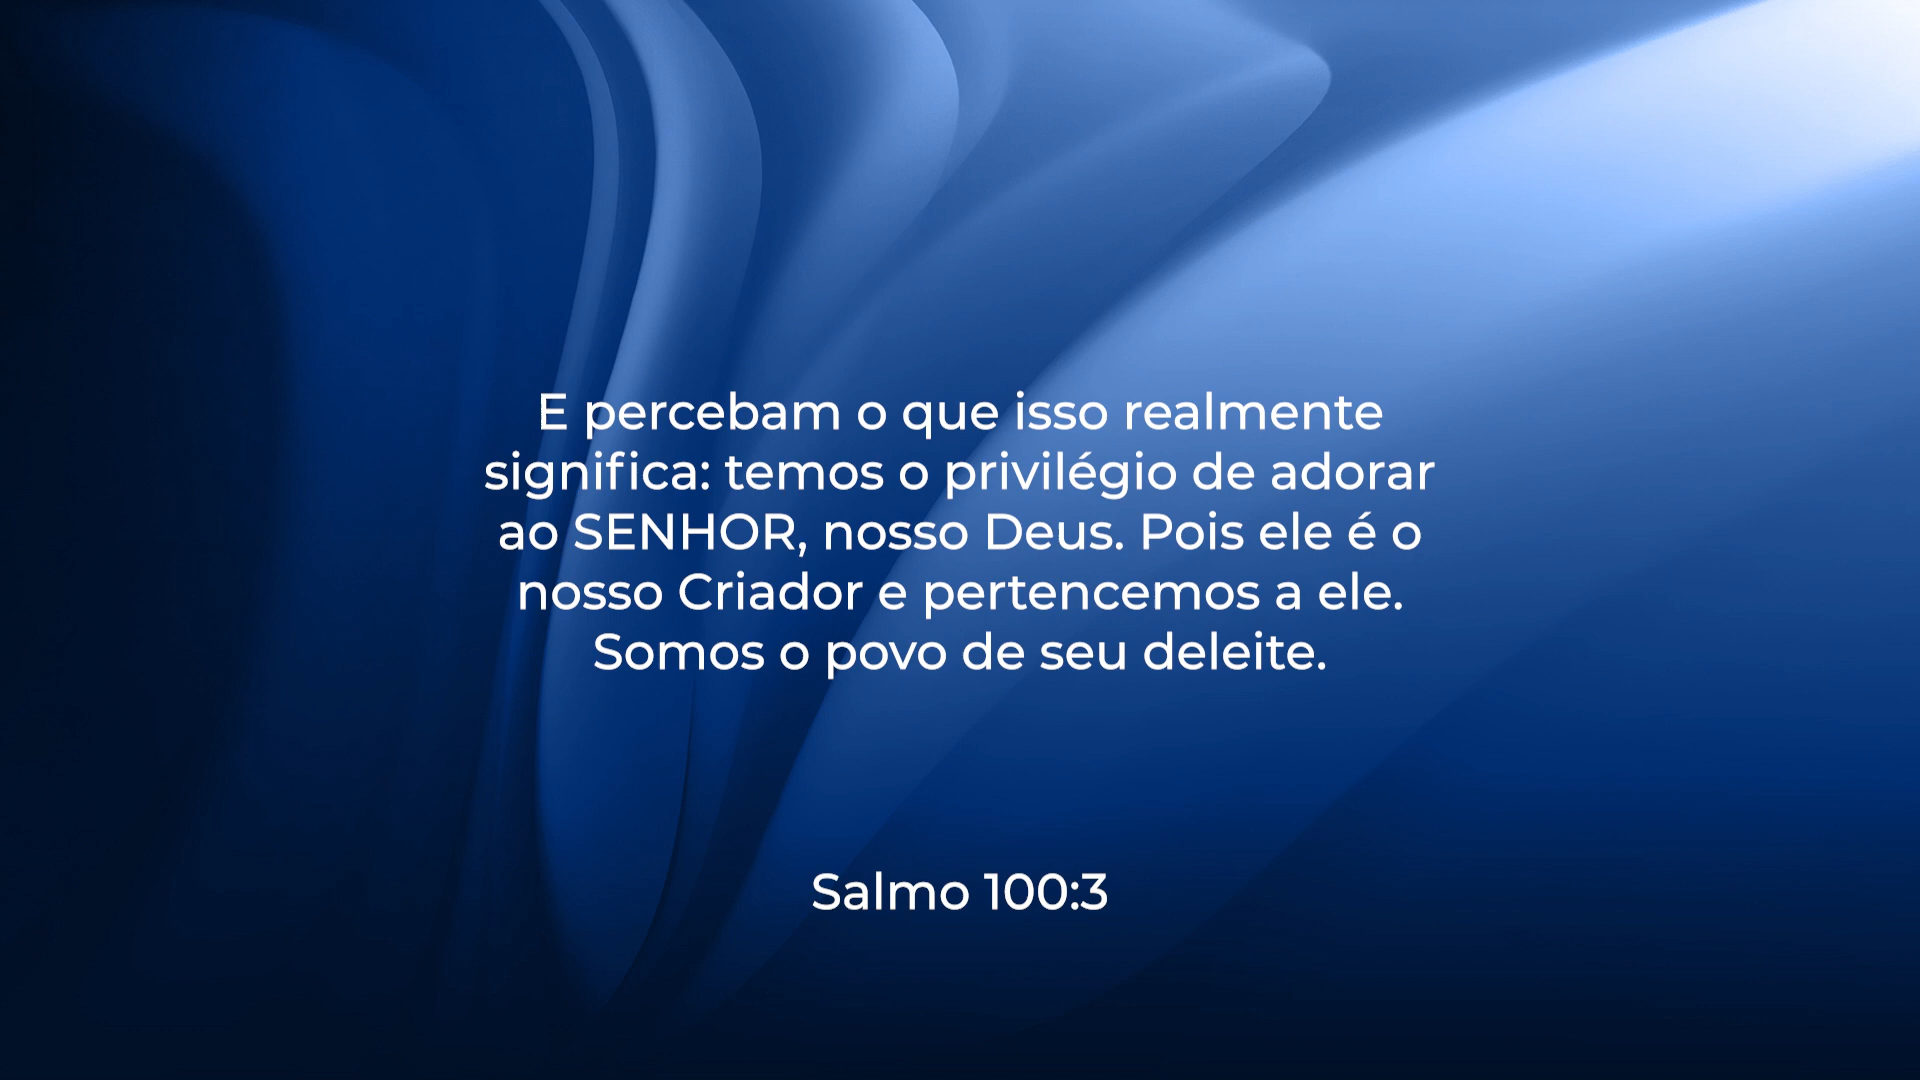 E percebam o que isso realmente
significa: temos o privilégio de adorar
ao SENHOR, nosso Deus. Pois ele é o
nosso Criador e pertencemos a ele.
Somos o povo de seu deleite.
Salmo 100:3